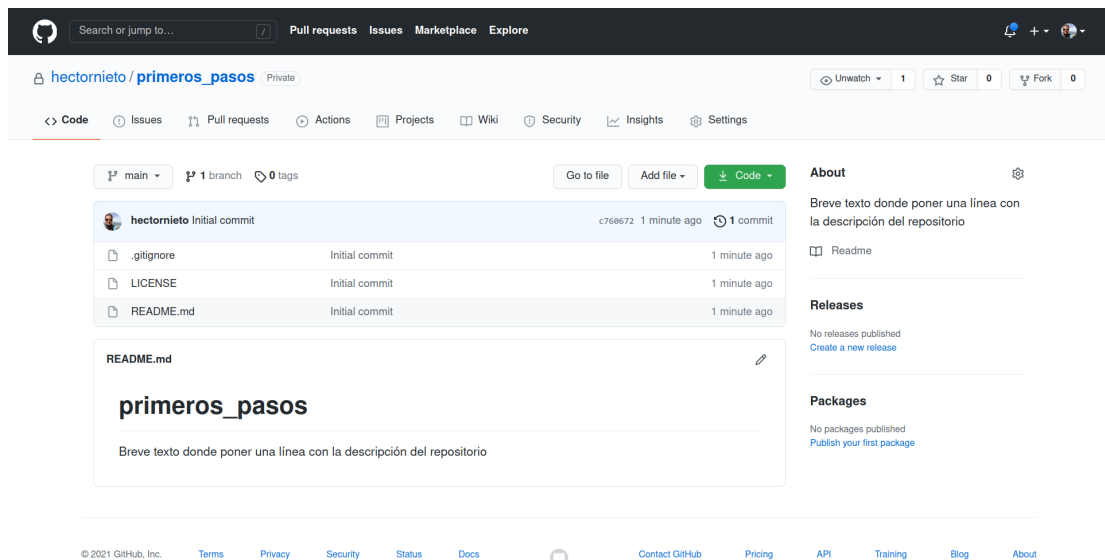 Search or jump to... / Pull requests Issues Marketplace Explore
hectornieto / primeros_pasos Private Unwatch 1 Star 0 Fork 0
Code Issues Pull requests Actions Projects Wiki Security Insights Settings
main 1 branch 0 tags Go to file Add file Code
hectornieto Initial commit c760672 1 minute ago 1 commit
.gitignore Initial commit 1 minute ago
LICENSE Initial commit 1 minute ago
README.md Initial commit 1 minute ago
README.md
primeros_pasos
Breve texto donde poner una línea con la descripción del repositorio
About
Breve texto donde poner una línea con
la descripción del repositorio
Readme
Releases
No releases published
Create a new release
Packages
No packages published
Publish your first package
© 2021 GitHub, Inc. Terms Privacy Security Status Docs Contact GitHub Pricing API Training Blog About